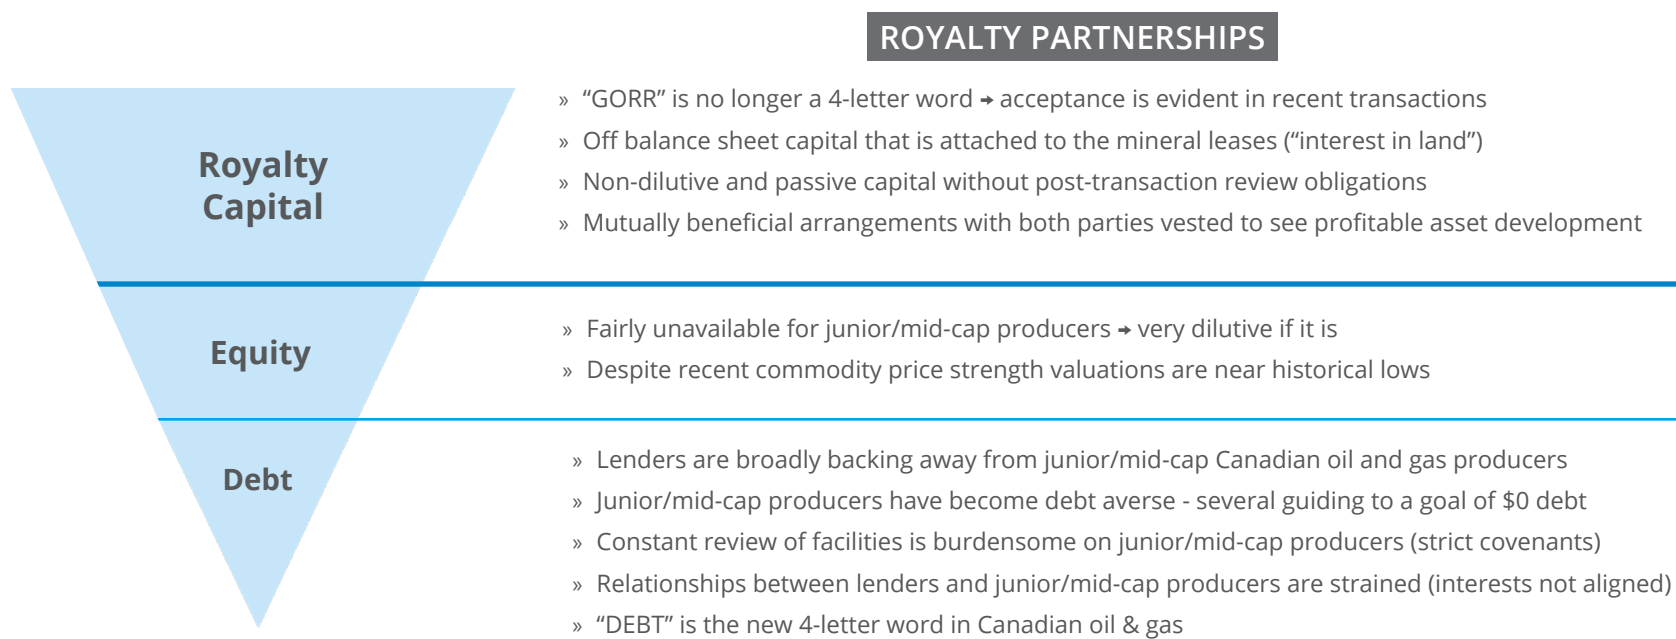 ROYALTY PARTNERSHIPS
Royalty
Capital
» “GORR” is no longer a 4-letter word → acceptance is evident in recent transactions
» Off balance sheet capital that is attached to the mineral leases (“interest in land”)
» Non-dilutive and passive capital without post-transaction review obligations
» Mutually beneficial arrangements with both parties vested to see profitable asset development
Equity
» Fairly unavailable for junior/mid-cap producers → very dilutive if it is
» Despite recent commodity price strength valuations are near historical lows
Debt
» Lenders are broadly backing away from junior/mid-cap Canadian oil and gas producers
» Junior/mid-cap producers have become debt averse - several guiding to a goal of $0 debt
» Constant review of facilities is burdensome on junior/mid-cap producers (strict covenants)
» Relationships between lenders and junior/mid-cap producers are strained (interests not aligned)
» “DEBT” is the new 4-letter word in Canadian oil & gas